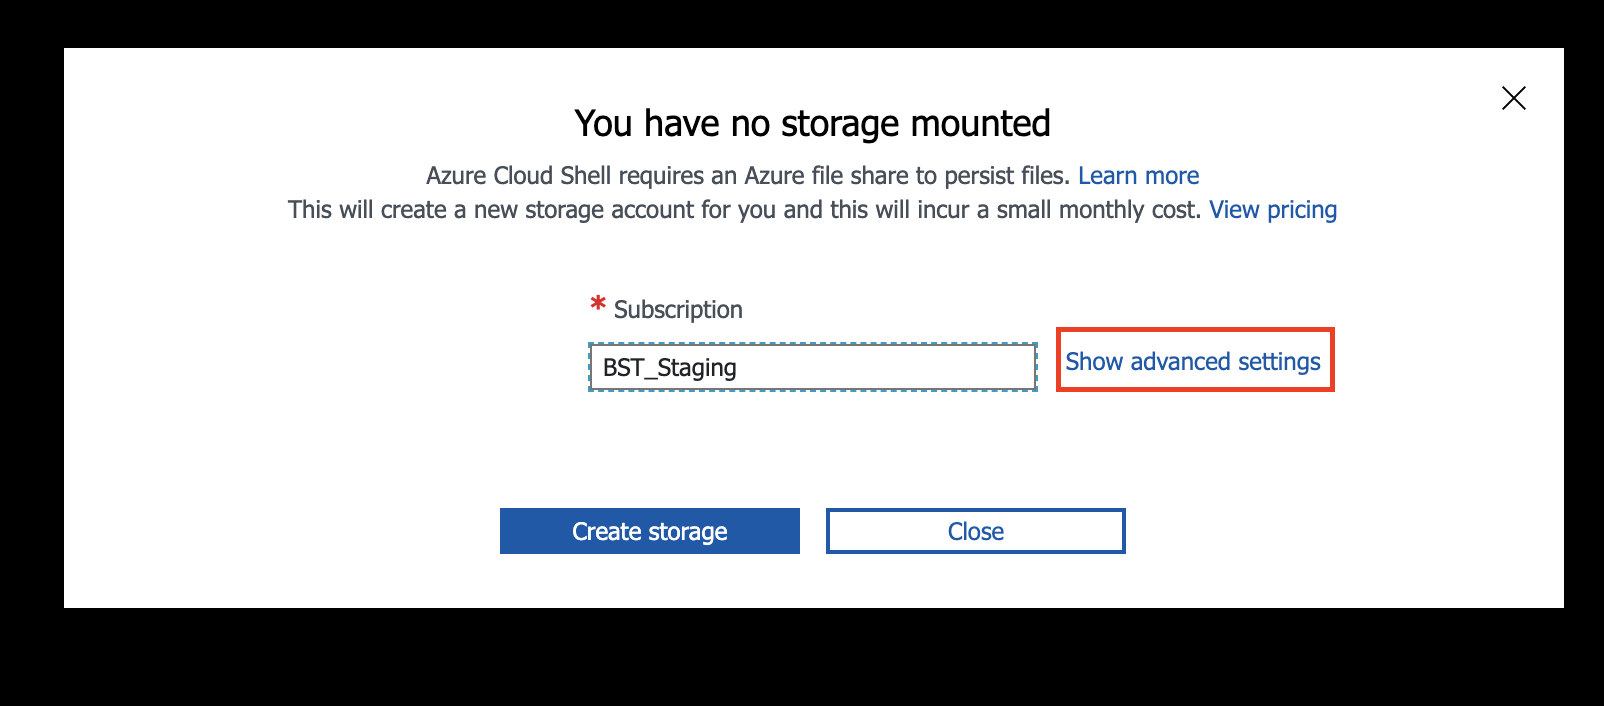 You have no storage mounted
Azure Cloud Shell requires an Azure file share to persist files. Learn more
This will create a new storage account for you and this will incur a small monthly cost. View pricing
* Subscription
BST_Staging
Show advanced settings
Create storage
Close